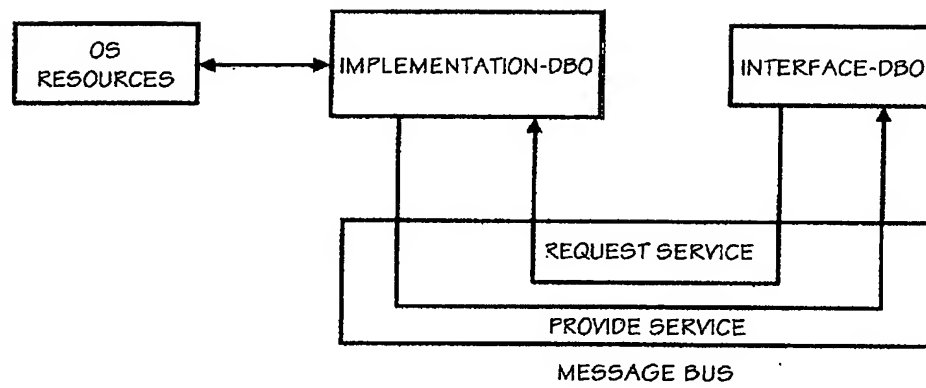 OS
RESOURCES
IMPLEMENTATION-DBO
INTERFACE-DBO
REQUEST SERVICE
PROVIDE SERVICE
MESSAGE BUS